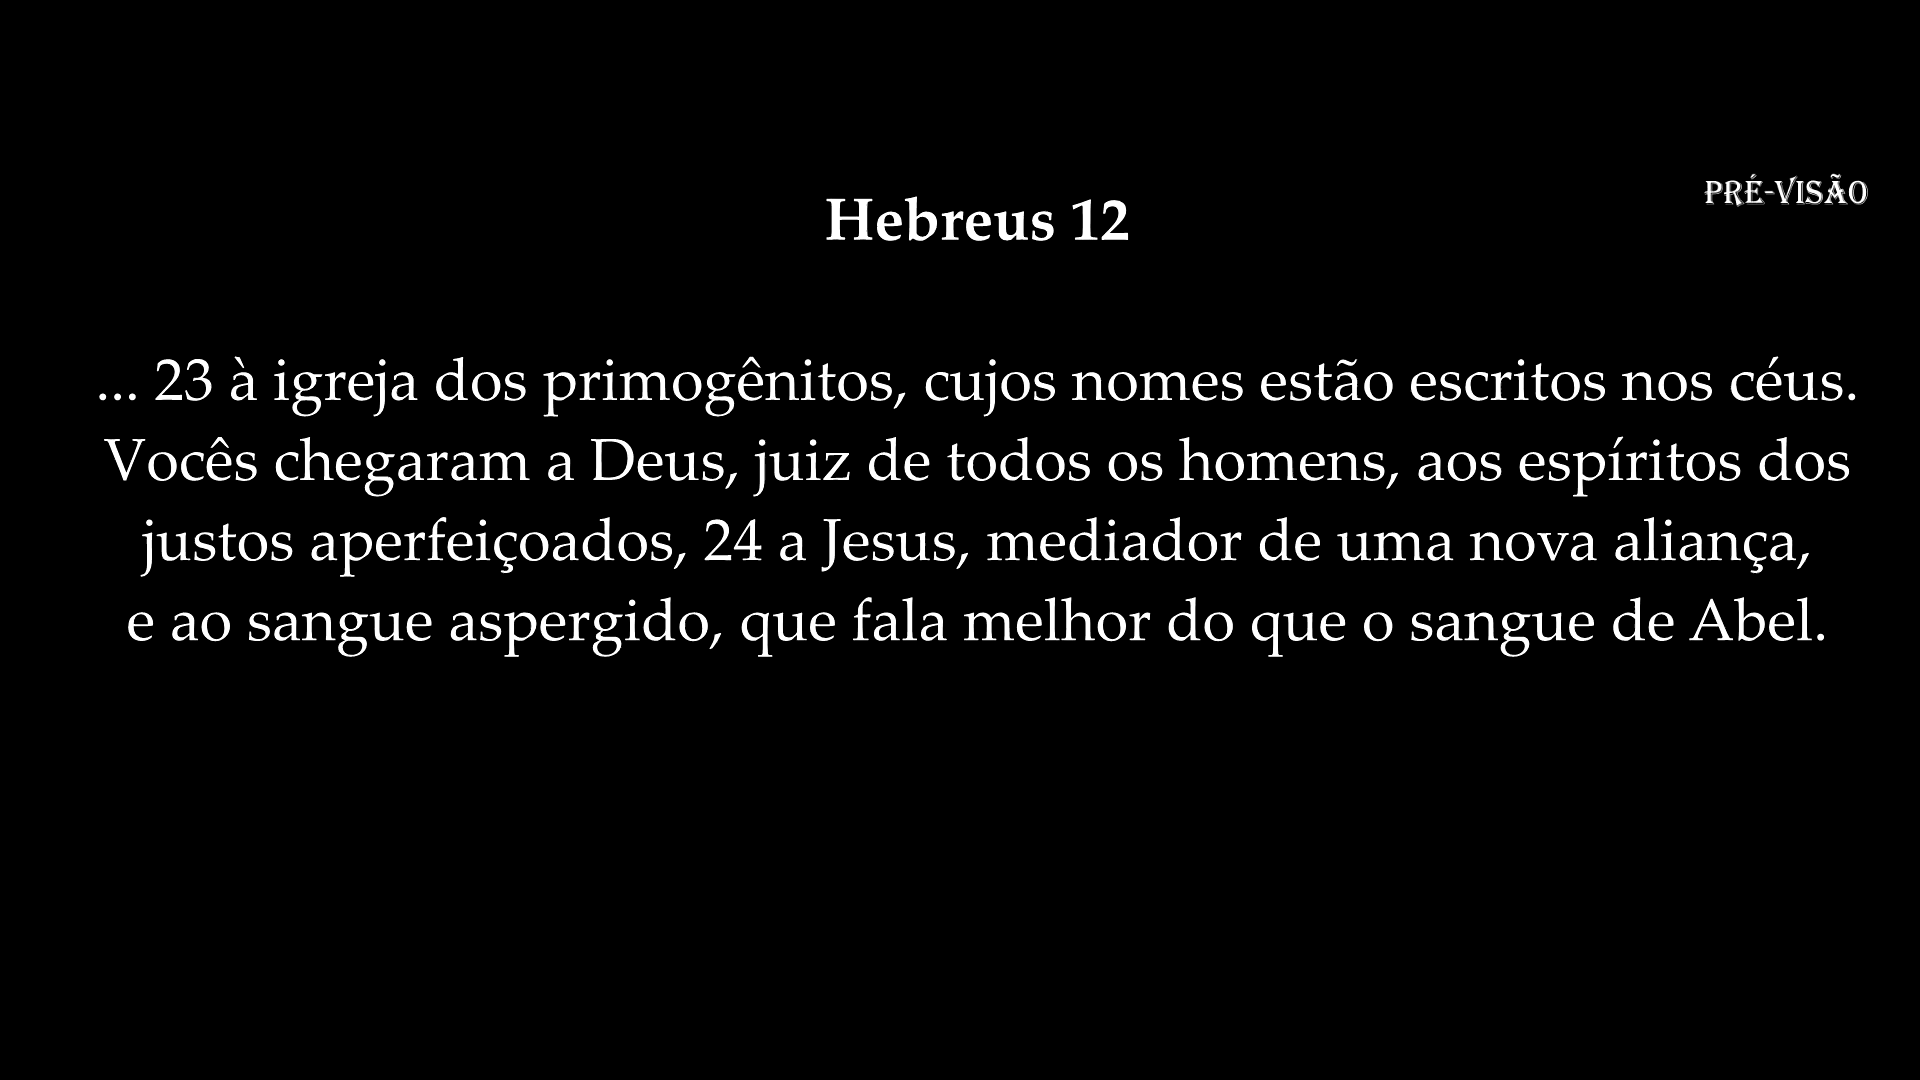 PRÉ-VISÃO
Hebreus 12
... 23 à igreja dos primogênitos, cujos nomes estão escritos nos céus.
Vocês chegaram a Deus, juiz de todos os homens, aos espíritos dos
justos aperfeiçoados, 24 a Jesus, mediador de uma nova aliança,
e ao sangue aspergido, que fala melhor do que o sangue de Abel.